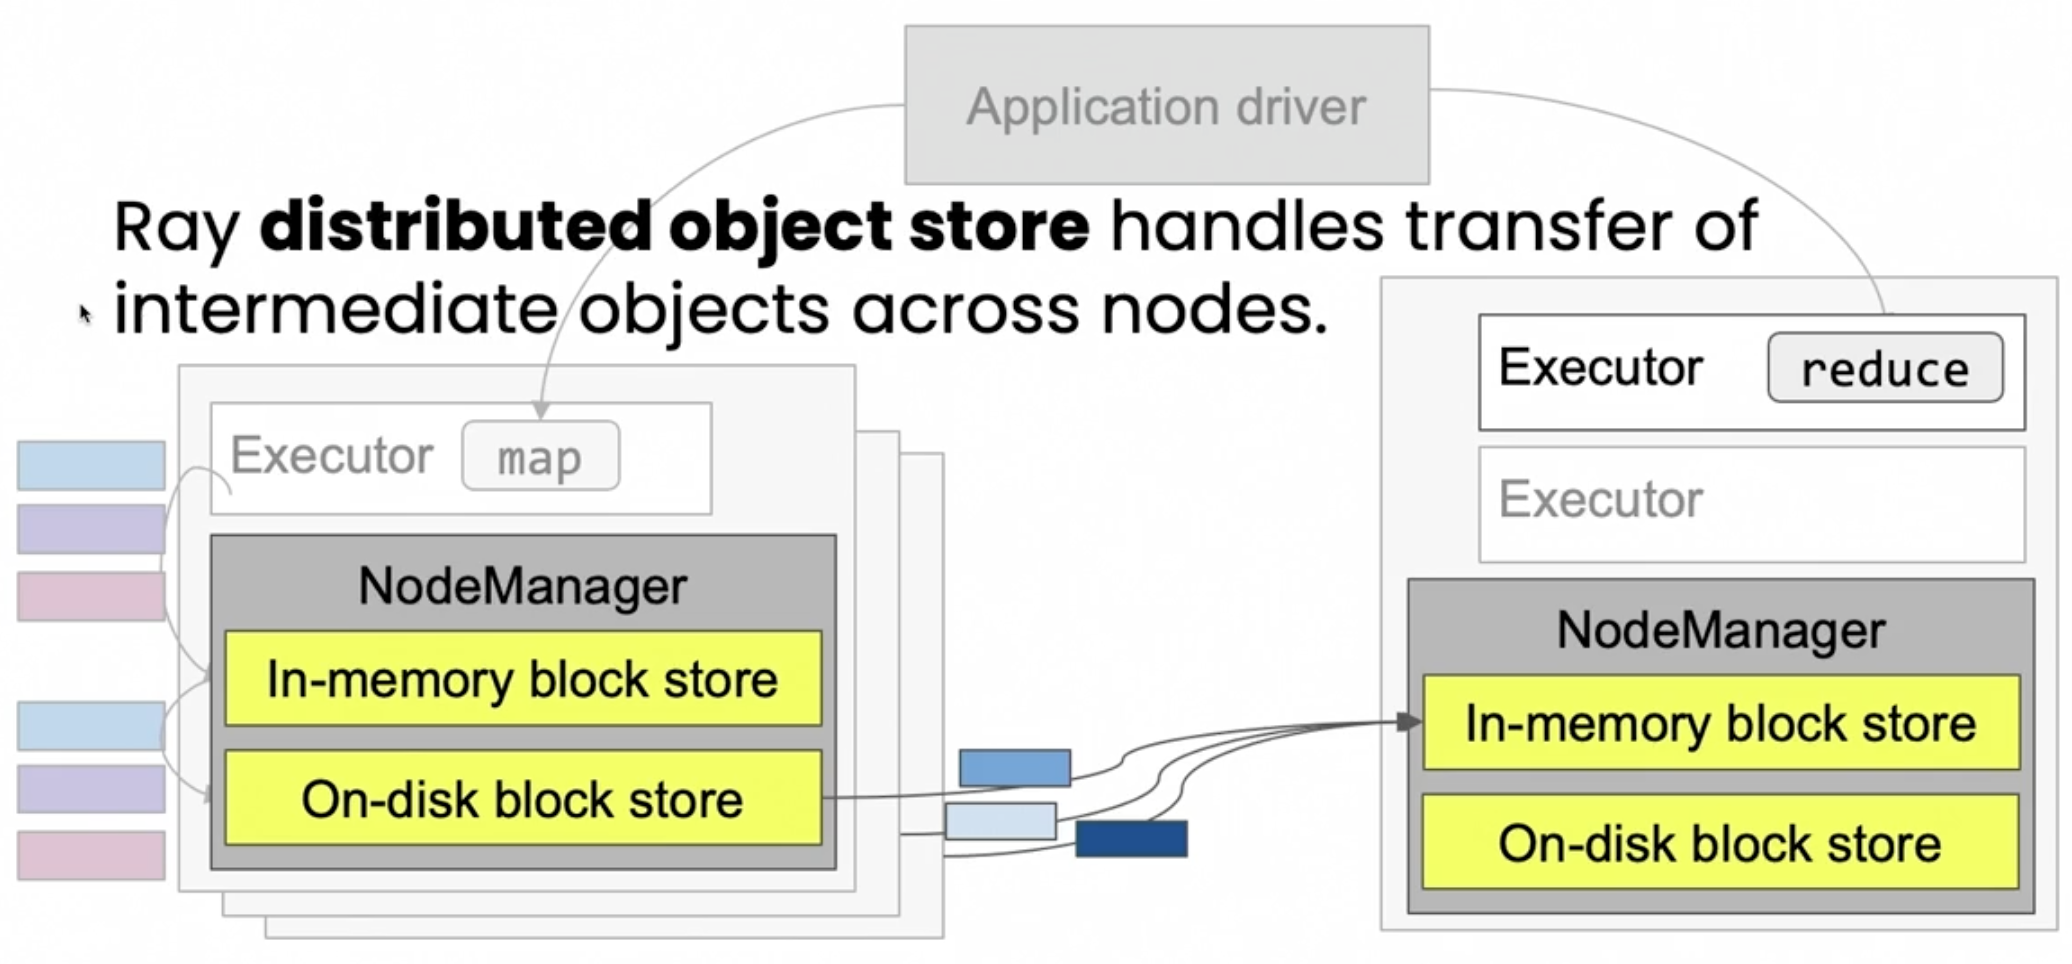 Application driver
Ray distributed object store handles transfer of
intermediate objects across nodes.
Executor map
NodeManager
In-memory block store
On-disk block store
Executor reduce
Executor
NodeManager
In-memory block store
On-disk block store